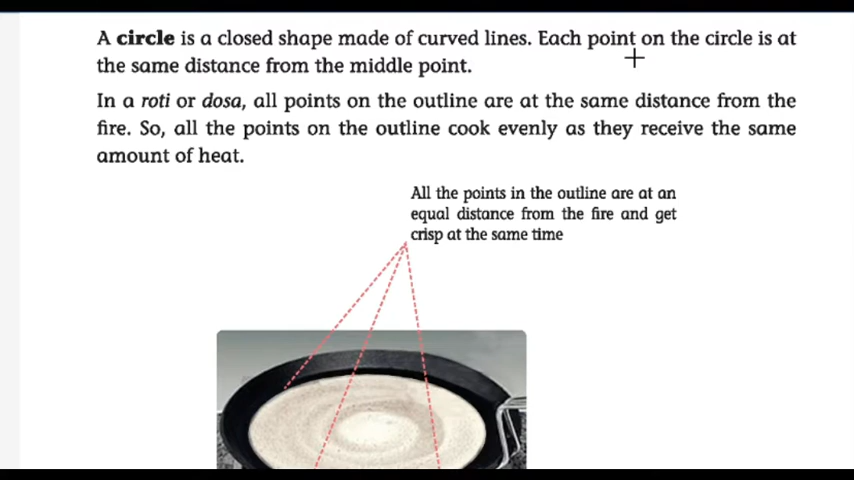 A circle is a closed shape made of curved lines. Each point on the circle is at
the same distance from the middle point.
In a roti or dosa, all points on the outline are at the same distance from the
fire. So, all the points on the outline cook evenly as they receive the same
amount of heat.
All the points in the outline are at an
equal distance from the fire and get
crisp at the same time